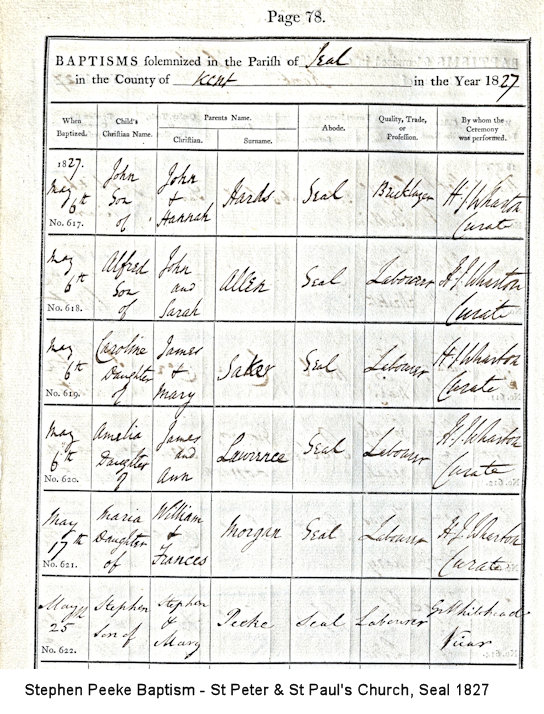 Page 78.
BAPTISMS solemnized in the Parish of Seal
in the County of Kent in the Year 1827
When Baptized.
Child's Christian Name.
Parents Name.
Christian.
Surname.
Abode.
Quality, Trade, or Profession.
By whom the Ceremony was performed.
1827.
May 6th
No. 617.
John Son of
John & Hannah
Hards
Seal
Bricklayer
H J Wharton Curate
May 6th
No. 618.
Alfred Son of
John and Sarah
Allen
Seal
Labourer
H J Wharton Curate
May 6th
No. 619.
Caroline Daughter of
James & Mary
Saker
Seal
Labourer
H J Wharton Curate
May 6th
No. 620.
Amelia Daughter of
James and Ann
Lawrence
Seal
Labourer
H J Wharton Curate
May 17th
No. 621.
Maria Daughter of
William & Frances
Morgan
Seal
Labourer
H J Wharton Curate
May 25
No. 622.
Stephen Son of
Stephen & Mary
Peeke
Seal
Labourer
Vicar
Stephen Peeke Baptism - St Peter & St Paul's Church, Seal 1827